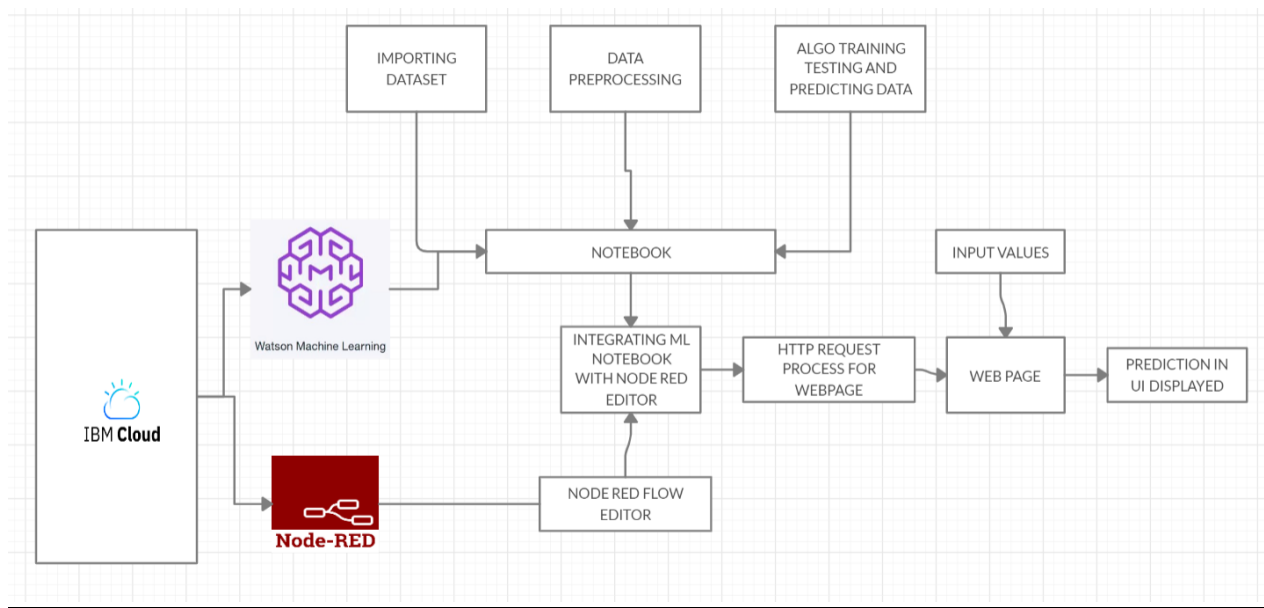 IMPORTING
DATASET
DATA
PREPROCESSING
ALGO TRAINING
TESTING AND
PREDICTING DATA
NOTEBOOK
INPUT VALUES
Watson Machine Learning
INTEGRATING ML
NOTEBOOK
WITH NODE RED
EDITOR
HTTP REQUEST
PROCESS FOR
WEBPAGE
WEB PAGE
PREDICTION IN
UI DISPLAYED
IBM Cloud
NODE RED FLOW
EDITOR
Node-RED